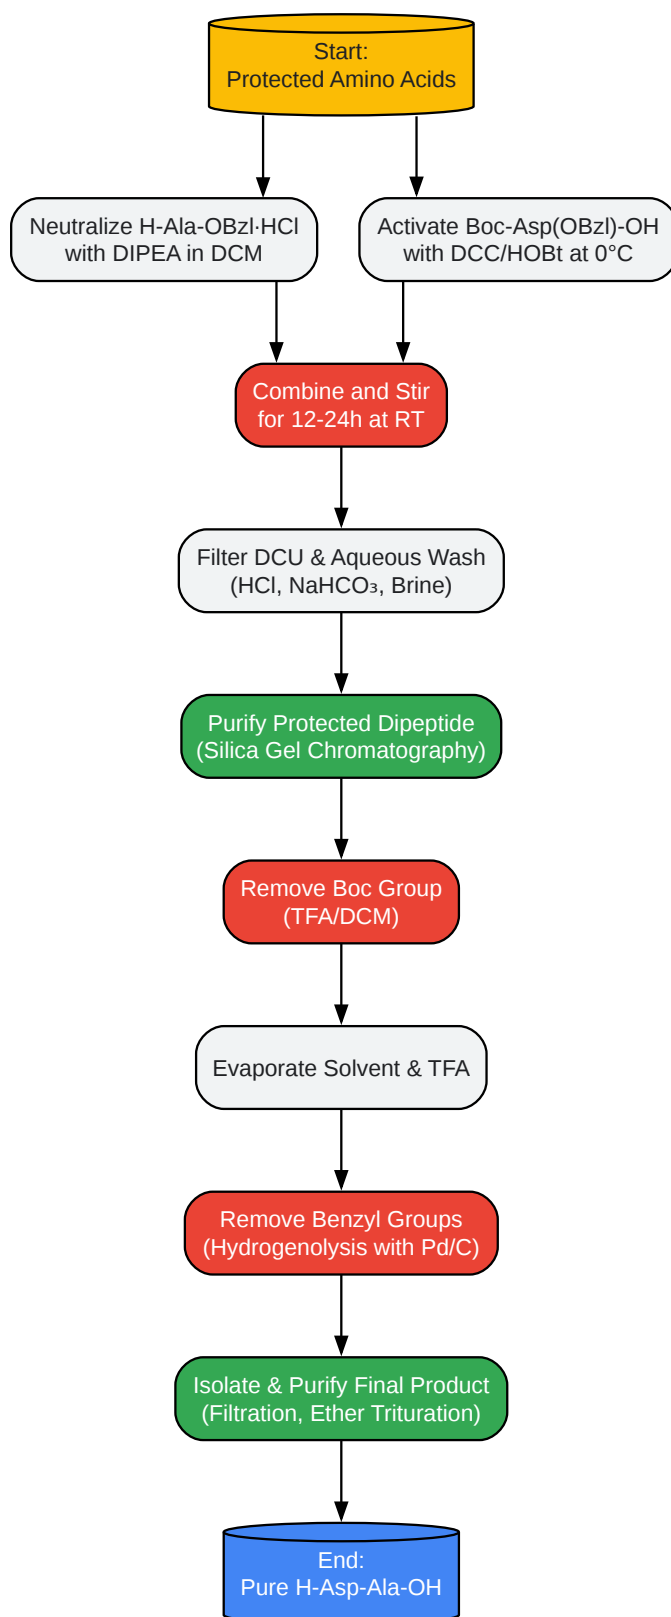 Start:
Protected Amino Acids
Neutralize H-Ala-OBzl·HCl
with DIPEA in DCM
Activate Boc-Asp(OBzl)-OH
with DCC/HOBt at 0°C
Combine and Stir
for 12-24h at RT
Filter DCU & Aqueous Wash
(HCl, NaHCO₃, Brine)
Purify Protected Dipeptide
(Silica Gel Chromatography)
Remove Boc Group
(TFA/DCM)
Evaporate Solvent & TFA
Remove Benzyl Groups
(Hydrogenolysis with Pd/C)
Isolate & Purify Final Product
(Filtration, Ether Trituration)
End:
Pure H-Asp-Ala-OH